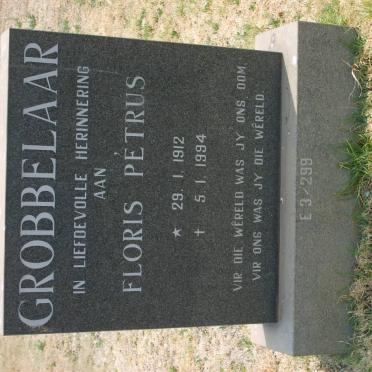 GROBBELAAR
IN LIEFDEVOLLE HERINNERING
AAN
FLORIS PETRUS
★ 29. 1. 1912
† 5. 1. 1994
VIR DIE WÊRELD WAS JY ONS OOM
VIR ONS WAS JY DIE WÊRELD.
E 3/299